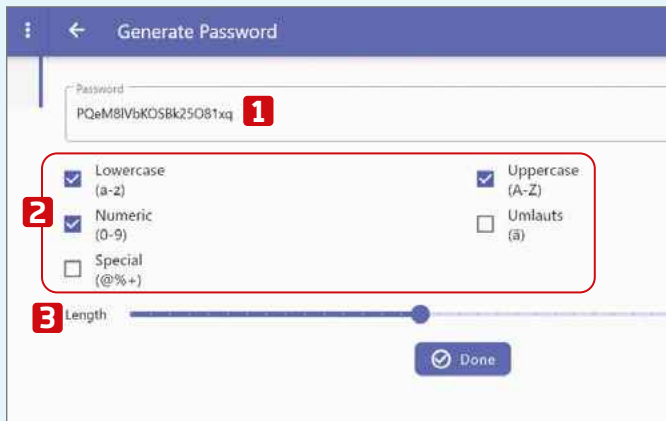 Generate Password
Password
PQeM8lVbKOSBk25O81xq 1
Lowercase
(a-z)
Uppercase
(A-Z)
2
Numeric
(0-9)
Umlauts
(ä)
Special
(@%+)
3 Length
Done